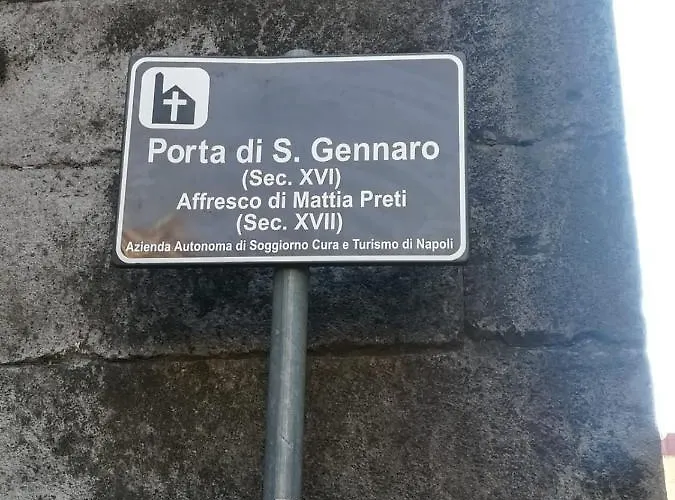 Porta di S. Gennaro
(Sec. XVI)
Affresco di Mattia Preti
(Sec. XVII)
Azienda Autonoma di Soggiorno Cura e Turismo di Napoli